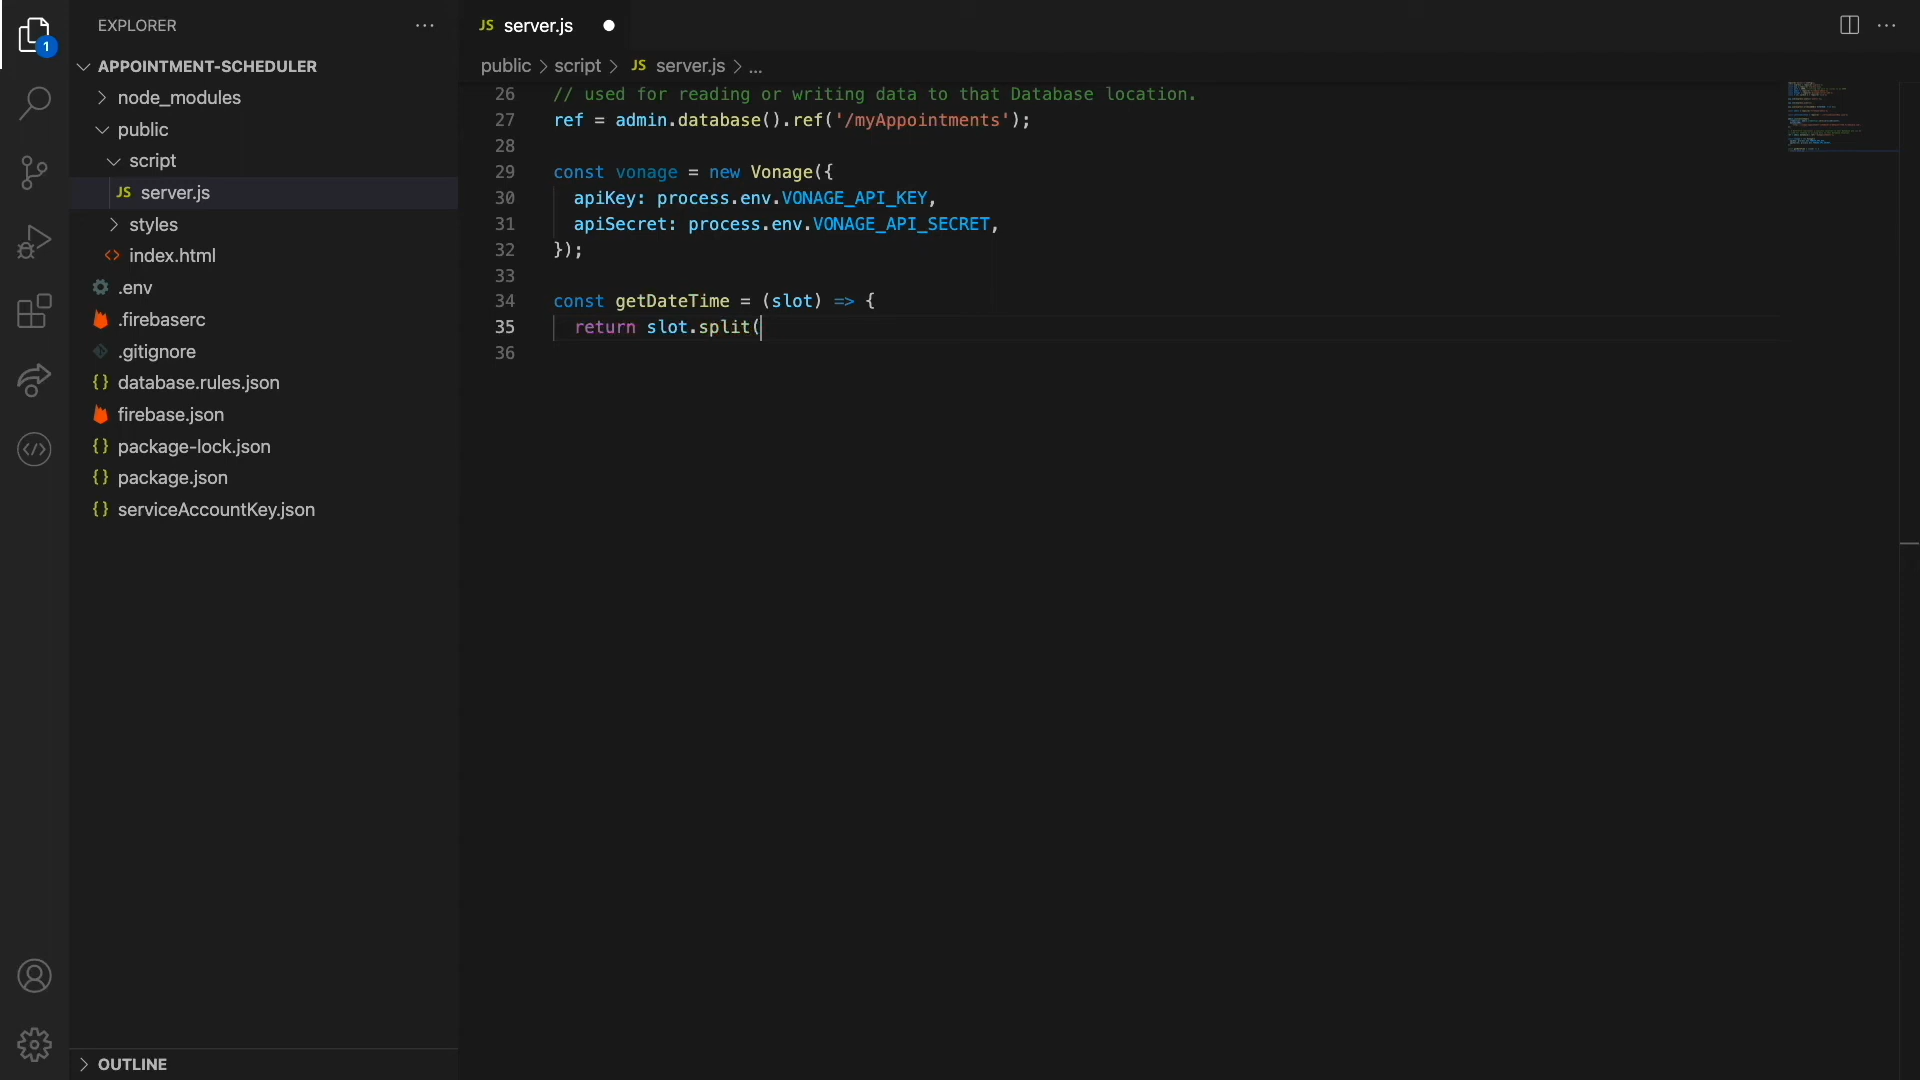 1
EXPLORER
APPOINTMENT-SCHEDULER
node_modules
public
script
JS server.js
styles
<> index.html
.env
.firebaserc
.gitignore
{} database.rules.json
firebase.json
{} package-lock.json
{} package.json
{} serviceAccountKey.json
OUTLINE
JS server.js
public > script > JS server.js > ...
26 // used for reading or writing data to that Database location.
27 ref = admin.database().ref('/myAppointments');
28
29 const vonage = new Vonage({
30 apiKey: process.env.VONAGE_API_KEY,
31 apiSecret: process.env.VONAGE_API_SECRET,
32 });
33
34 const getDateTime = (slot) => {
35 return slot.split(
36